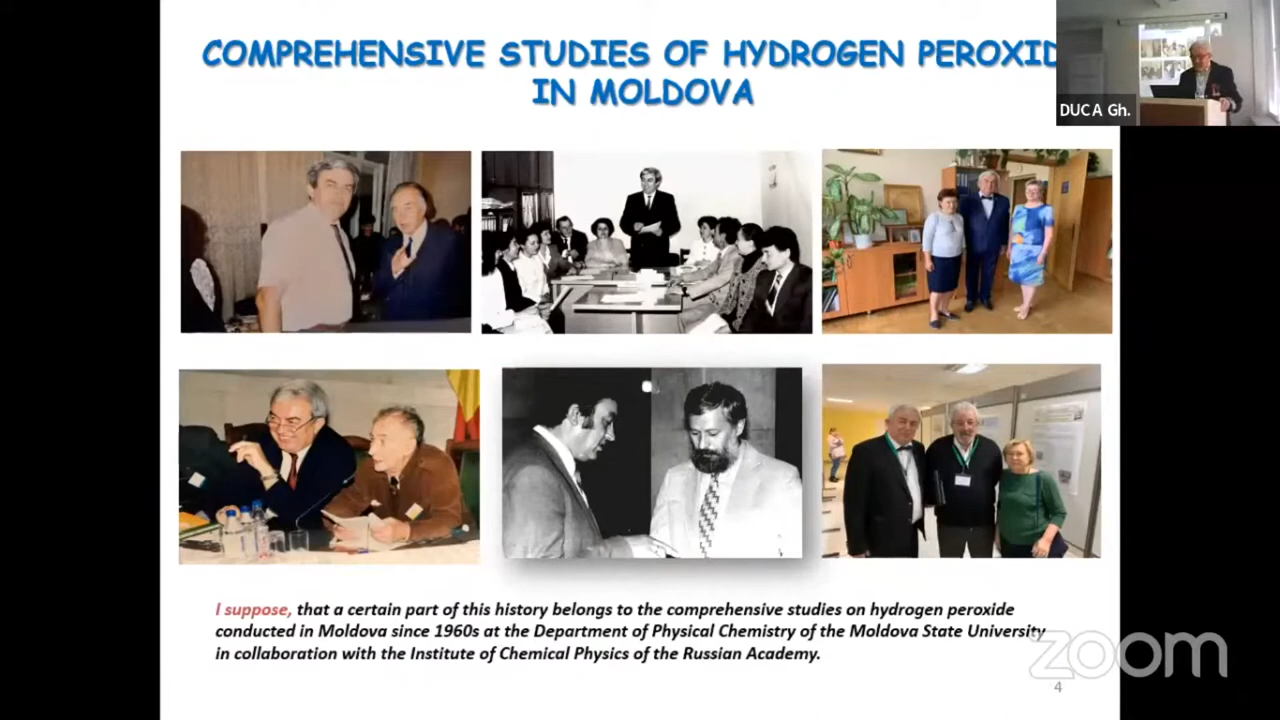 COMPREHENSIVE STUDIES OF HYDROGEN PEROXID
IN MOLDOVA
DUCA Gh.
I suppose, that a certain part of this history belongs to the comprehensive studies on hydrogen peroxide
conducted in Moldova since 1960s at the Department of Physical Chemistry of the Moldova State University
in collaboration with the Institute of Chemical Physics of the Russian Academy.
zoom
4